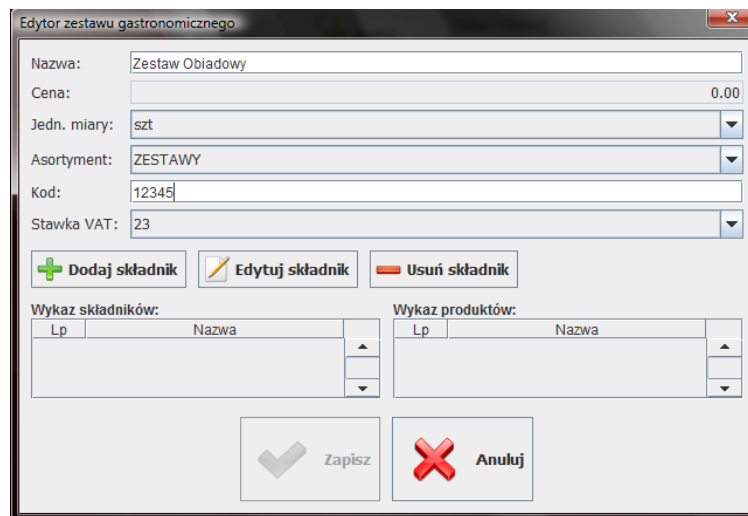 Edytor zestawu gastronomicznego
Nazwa: Zestaw Obiadowy
Cena: 0.00
Jedn. miary: szt
Asortyment: ZESTAWY
Kod: 12345
Stawka VAT: 23
Dodaj składnik Edytuj składnik Usuń składnik
Wykaz składników: Wykaz produktów:
Lp Nazwa Lp Nazwa
Zapisz Anuluj